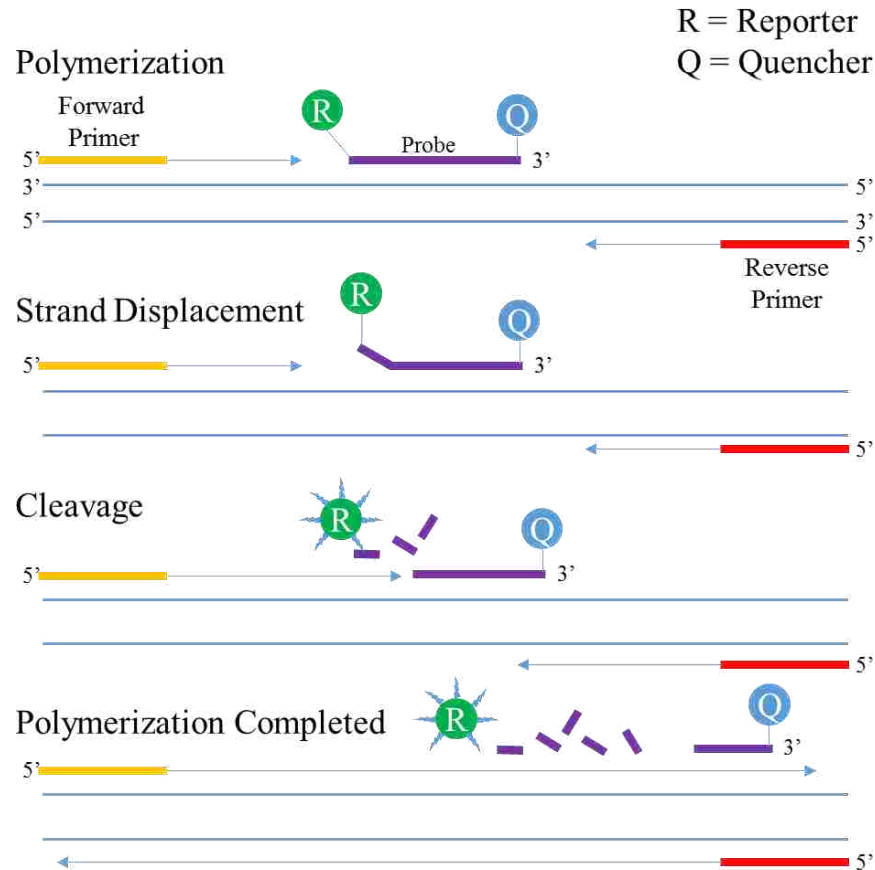 R = Reporter
Q = Quencher
Polymerization
Forward
Primer
R
Q
Probe
5’
3’
3’
5’
5’
3’
5’
Reverse
Primer
Strand Displacement
R
Q
5’
3’
5’
Cleavage
R
Q
5’
3’
5’
Polymerization Completed
R
Q
3’
5’
5’